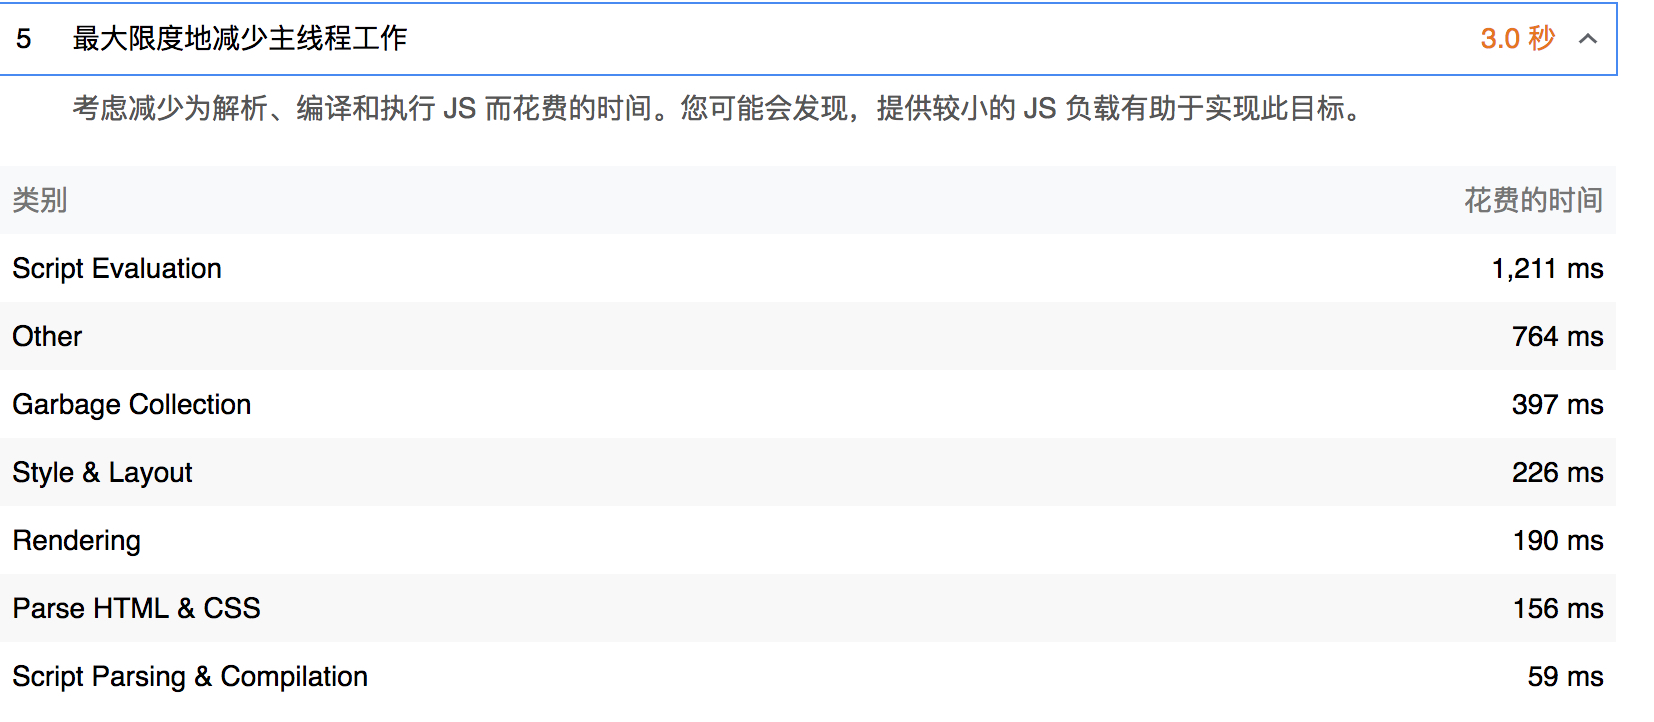 5 最大限度地减少主线程工作 3.0 秒
考虑减少为解析、编译和执行 JS 而花费的时间。您可能会发现，提供较小的 JS 负载有助于实现此目标。
类别 花费的时间
Script Evaluation 1,211 ms
Other 764 ms
Garbage Collection 397 ms
Style & Layout 226 ms
Rendering 190 ms
Parse HTML & CSS 156 ms
Script Parsing & Compilation 59 ms